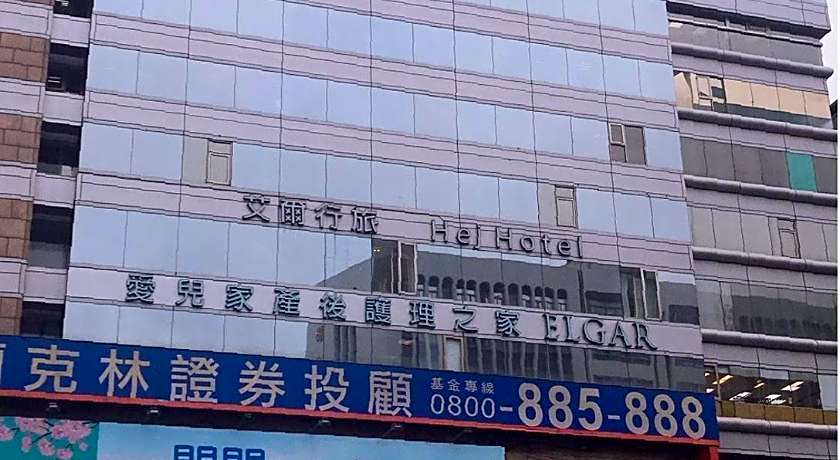 艾爾行旅 Hej Hotel
愛兒家產後護理之家 ELGAR
克林證券投顧 基金專線 0800-885-888